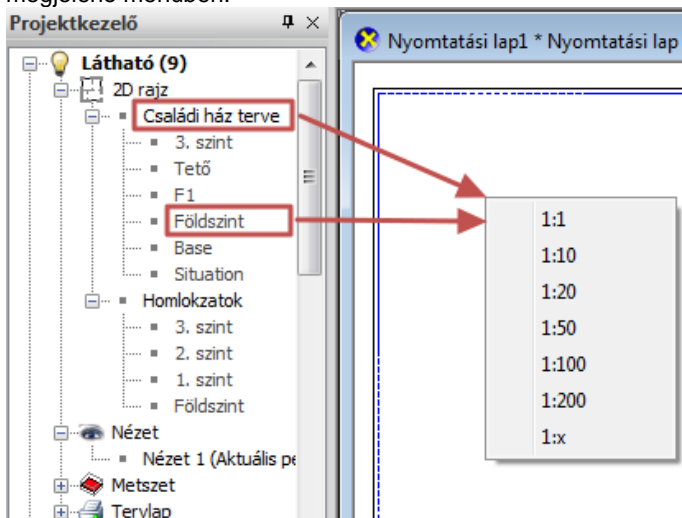 megjelenő menüben.
Projektkezelő
Látható (9)
2D rajz
Családi ház terve
3. szint
Tető
F1
Földszint
Base
Situation
Homlokzatok
3. szint
2. szint
1. szint
Földszint
Nézet
Nézet 1 (Aktuális pe
Metszet
Tervlap
Nyomtatási lap1 * Nyomtatási lap
1:1
1:10
1:20
1:50
1:100
1:200
1:x